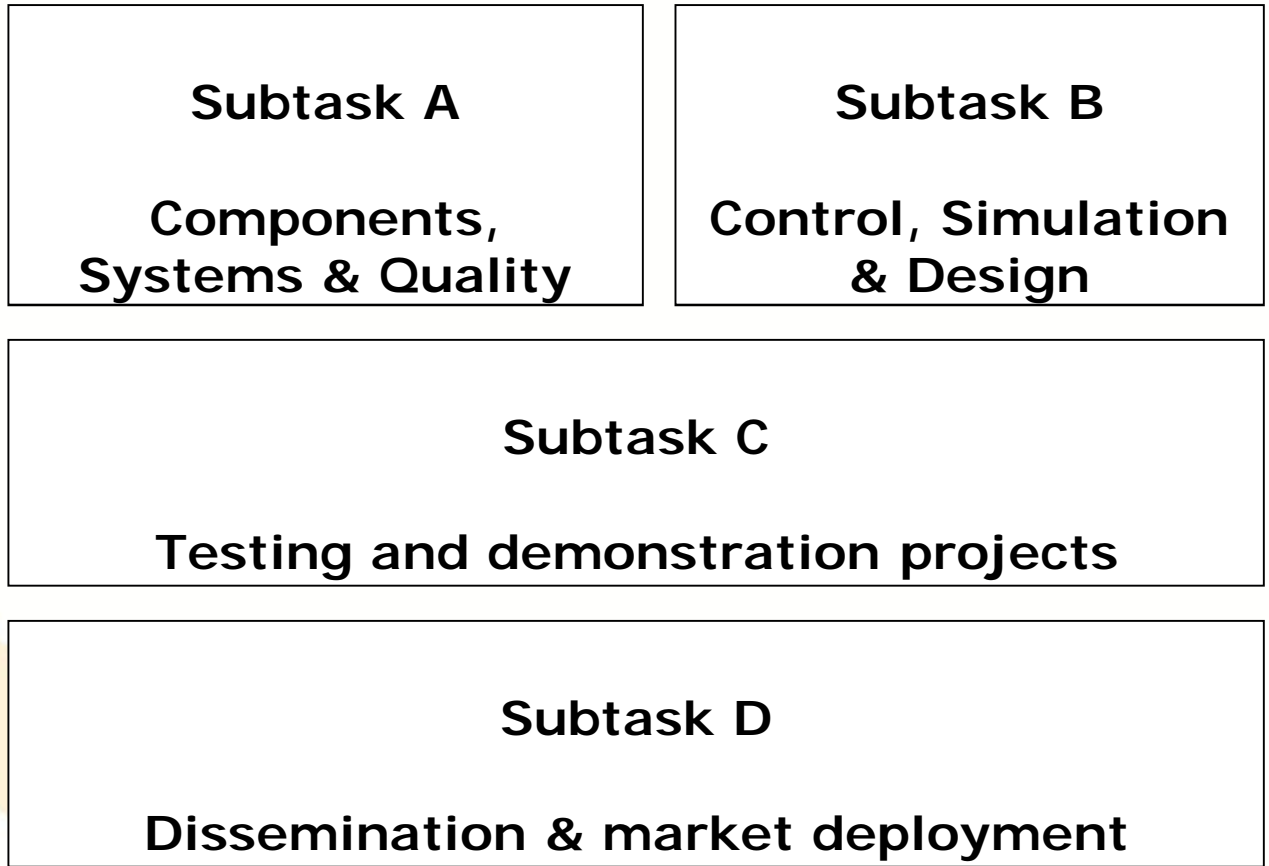 Subtask A
Components,
Systems & Quality
Subtask B
Control, Simulation
& Design
Subtask C
Testing and demonstration projects
Subtask D
Dissemination & market deployment